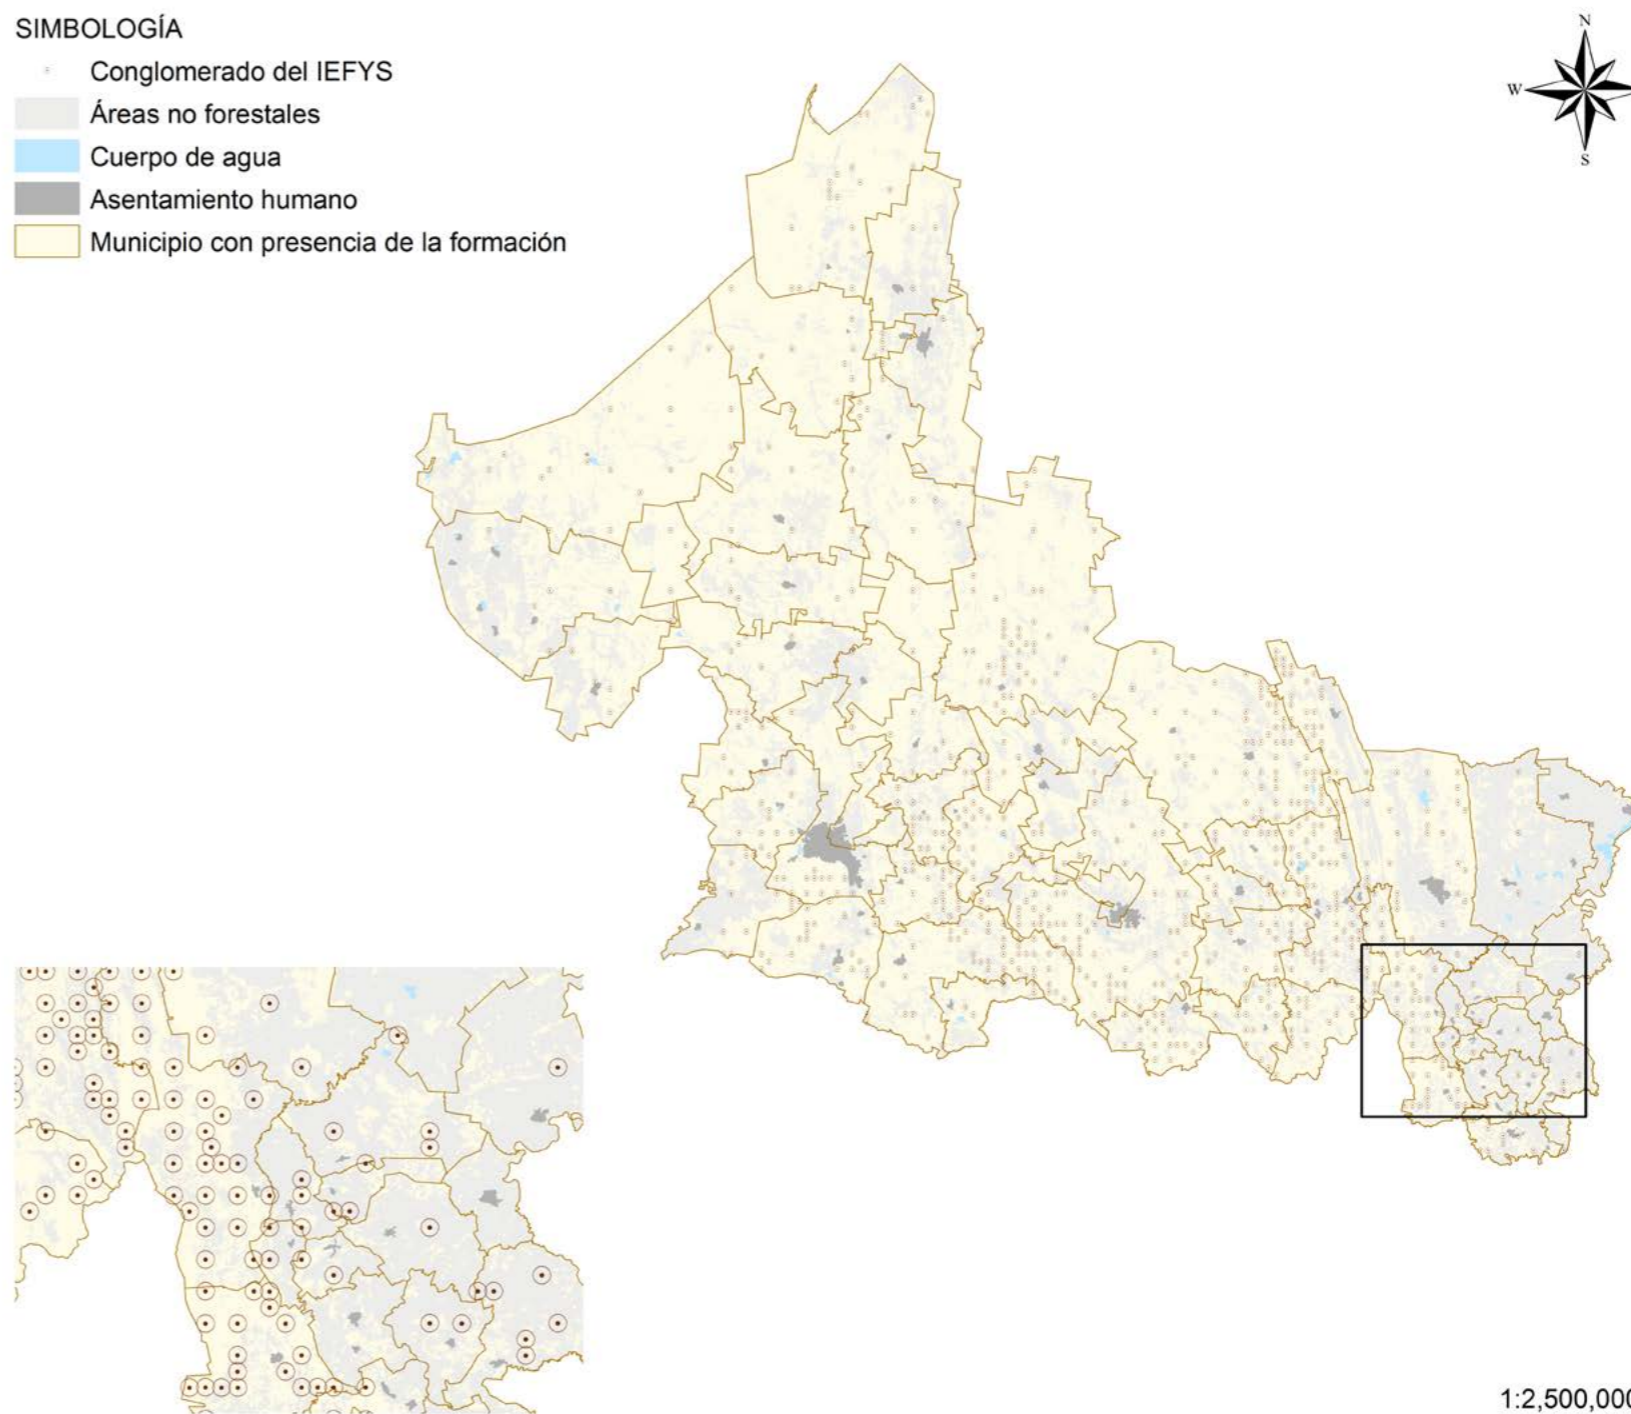 SIMBOLOGÍA
Conglomerado del IEFYS
Áreas no forestales
Cuerpo de agua
Asentamiento humano
Municipio con presencia de la formación
N
W
S
1:2,500,000